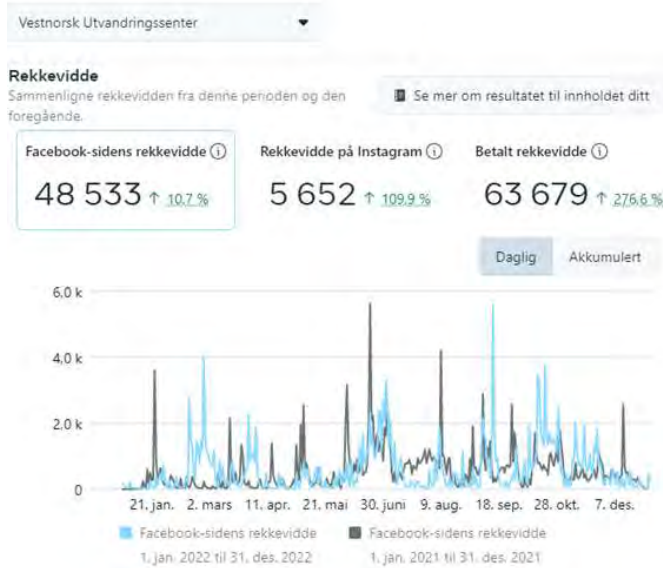 Vestnorsk Utvandringssenter
Rekkevidde
Sammenligne rekkevidden fra denne perioden og den
foregående.
Se mer om resultatet til innholdet ditt
Facebook-sidens rekkevidde
48 533 ↑ 10,7 %
Rekkevidde på Instagram
5 652 ↑ 109,9 %
Betalt rekkevidde
63 679 ↑ 276,6 %
Daglig Akkumulert
6,0 k
4,0 k
2,0 k
0
21. jan. 2. mars 11. apr. 21. mai 30. juni 9. aug. 18. sep. 28. okt. 7. des.
Facebook-sidens rekkevidde
1. jan. 2022 til 31. des. 2022
Facebook-sidens rekkevidde
1. jan. 2021 til 31. des. 2021